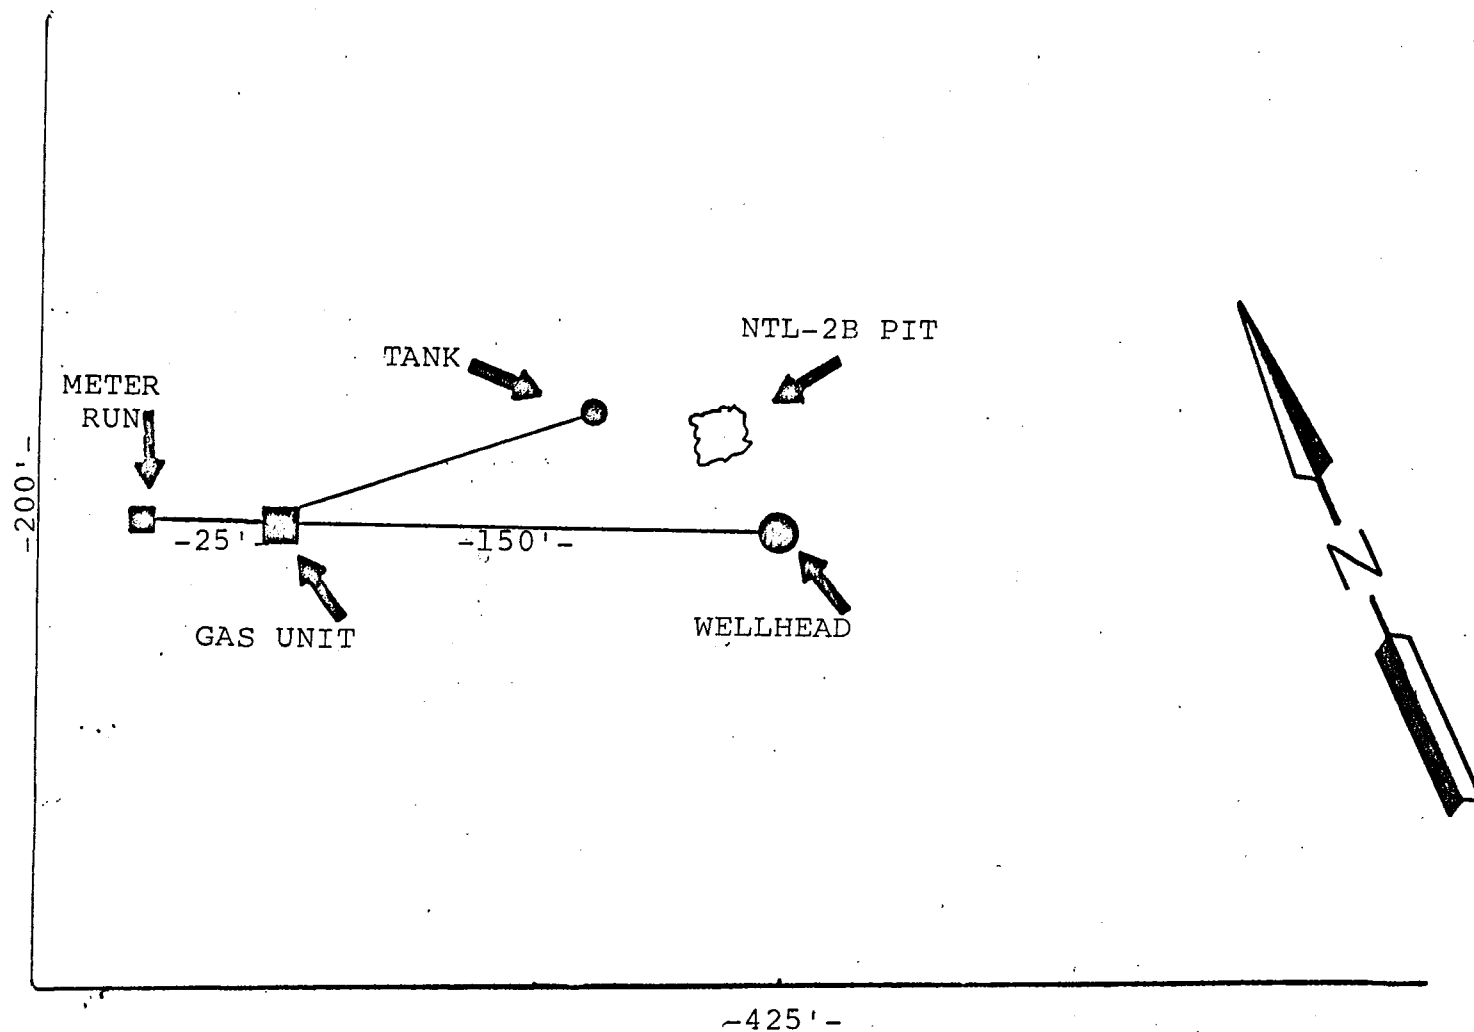 NTL-2B PIT
TANK
METER
RUN
-200'-
-25'-
-150'-
GAS UNIT
WELLHEAD
N
-425'-